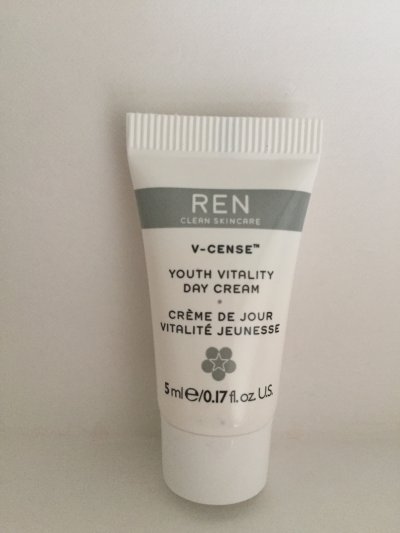 REN
CLEAN SKINCARE
V-CENSE™
YOUTH VITALITY
DAY CREAM
CRÈME DE JOUR
VITALITÉ JEUNESSE
5 ml℮/0.17 fl. oz. U.S.